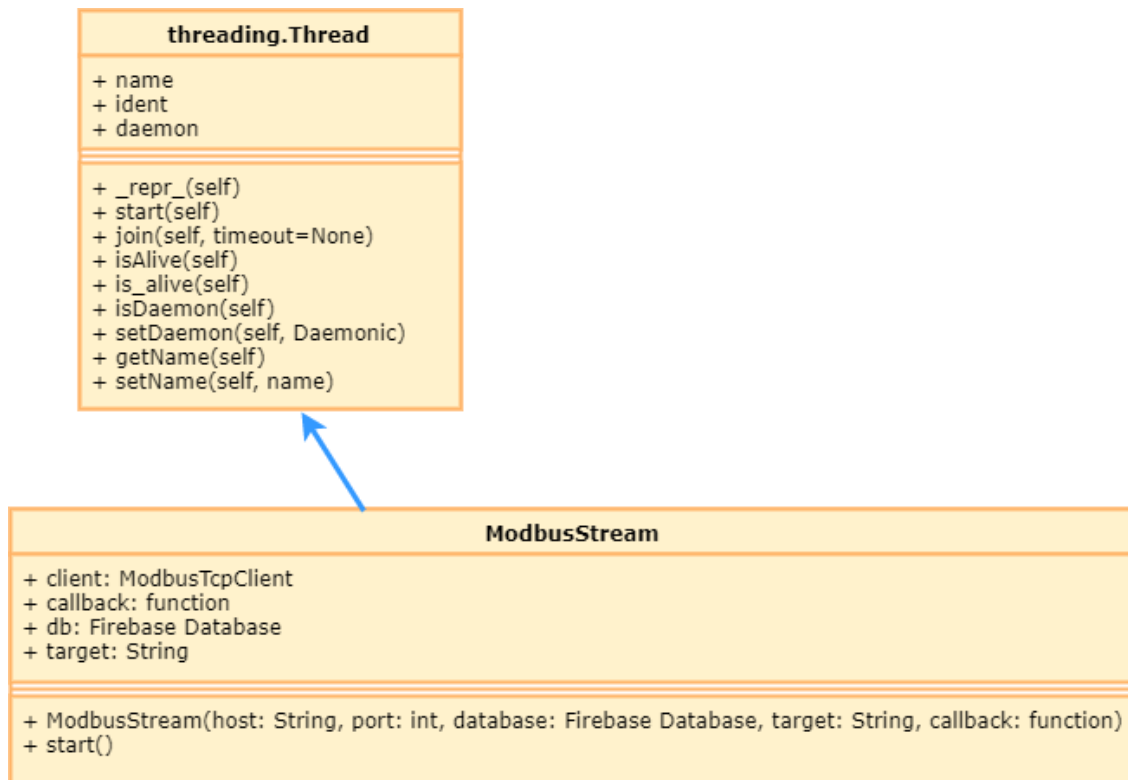 threading.Thread
+ name
+ ident
+ daemon
+ _repr_(self)
+ start(self)
+ join(self, timeout=None)
+ isAlive(self)
+ is_alive(self)
+ isDaemon(self)
+ setDaemon(self, Daemonic)
+ getName(self)
+ setName(self, name)
ModbusStream
+ client: ModbusTcpClient
+ callback: function
+ db: Firebase Database
+ target: String
+ ModbusStream(host: String, port: int, database: Firebase Database, target: String, callback: function)
+ start()